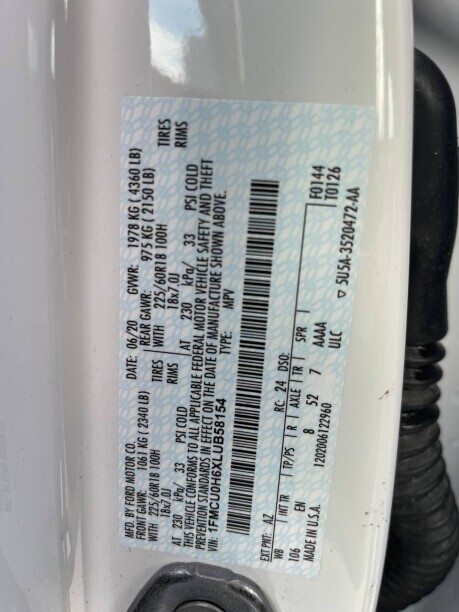 MFD. BY FORD MOTOR CO. DATE: 06/20 GVWR: 1978 KG ( 4360 LB)
FRONT GAWR: 1061 KG ( 2340 LB) REAR GAWR: 975 KG ( 2150 LB)
WITH 225/60R18 100H TIRES WITH 225/60R18 100H TIRES
18x7.0J RIMS 18x7.0J RIMS
AT 230 kPa/ 33 PSI COLD AT 230 kPa/ 33 PSI COLD
THIS VEHICLE CONFORMS TO ALL APPLICABLE FEDERAL MOTOR VEHICLE SAFETY AND THEFT
PREVENTION STANDARDS IN EFFECT ON THE DATE OF MANUFACTURE SHOWN ABOVE.
VIN: 1FMCU0H6XLUB58154 TYPE: MPV
EXT PNT: AZ RC: 24 DSO: F0144
WB INT TR TP/PS R AXLE TR SPR T0126
106 EN 8 52 7 AAAA
MADE IN U.S.A. 1202006122960 ULC ▽ 5U5A-3520472-AA